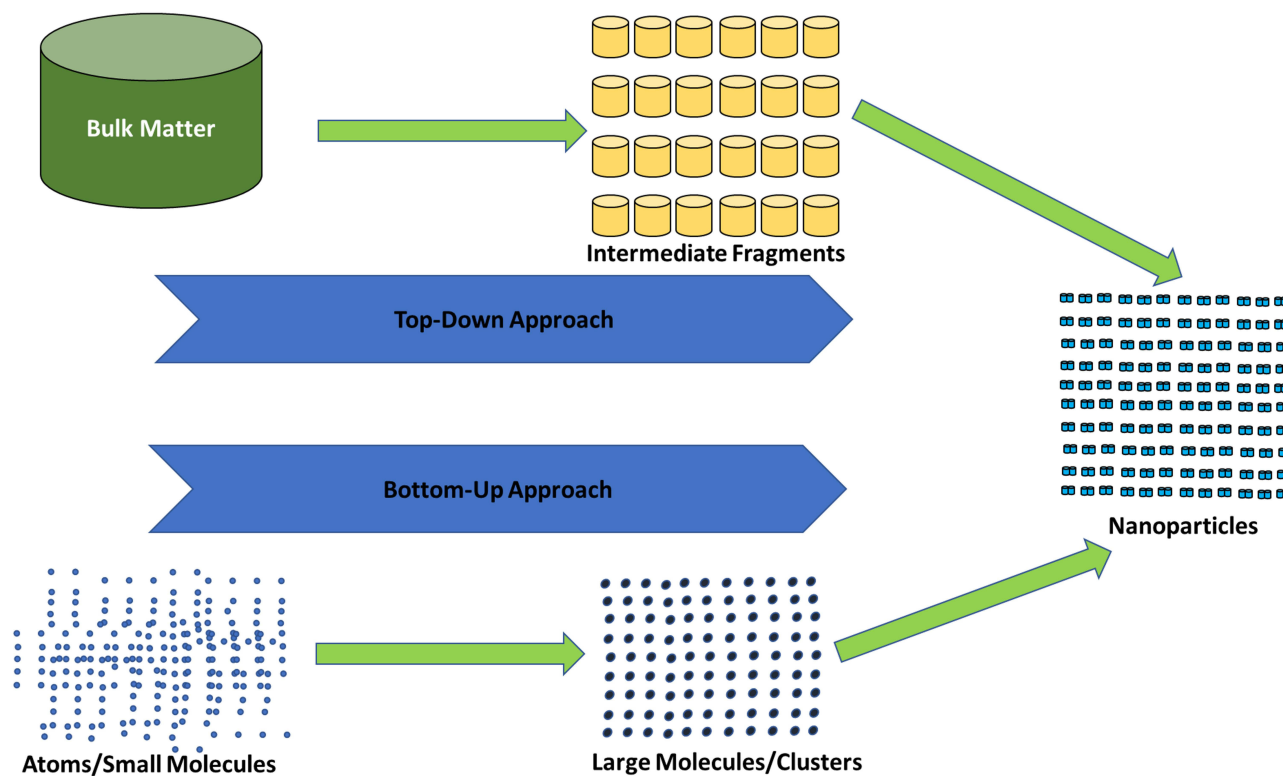 Bulk Matter
Intermediate Fragments
Top-Down Approach
Bottom-Up Approach
Nanoparticles
Atoms/Small Molecules
Large Molecules/Clusters